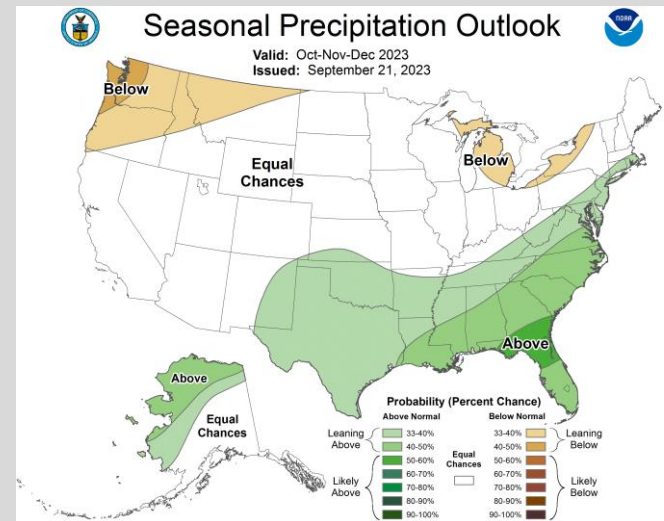 Seasonal Precipitation Outlook
NOAA
Valid: Oct-Nov-Dec 2023
Issued: September 21, 2023
Below
Equal
Chances
Below
Above
Above
Equal
Chances
Probability (Percent Chance)
Above Normal Below Normal
Leaning
Above
33-40%
40-50%
50-60%
60-70%
70-80%
80-90%
90-100%
Likely
Above
Equal
Chances
33-40%
40-50%
50-60%
60-70%
70-80%
80-90%
90-100%
Leaning
Below
Likely
Below